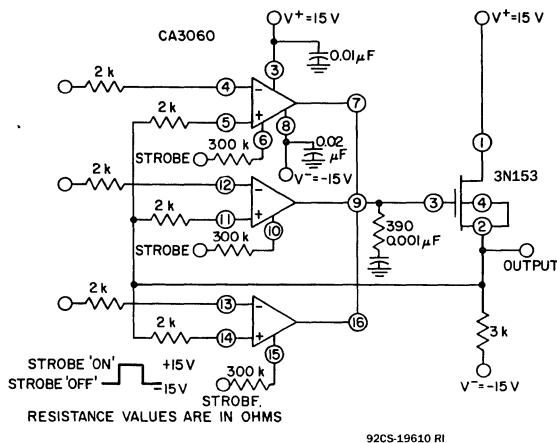 V⁺=15 V
V⁺=15 V
CA3060
0.01μF
3
2 k
4
−
7
2 k
5
+
8
6
300 k
STROBE
0.02
μF
V⁻=−15 V
1
3N153
2 k
12
−
9
3
4
2 k
11
+
390
0.001μF
2
300 k
10
STROBE
OUTPUT
2 k
13
−
16
2 k
14
+
3 k
15
STROBE 'ON'
+15 V
STROBE 'OFF'
−15 V
300 k
STROBE
V⁻=−15 V
RESISTANCE VALUES ARE IN OHMS
92CS-19610 RI